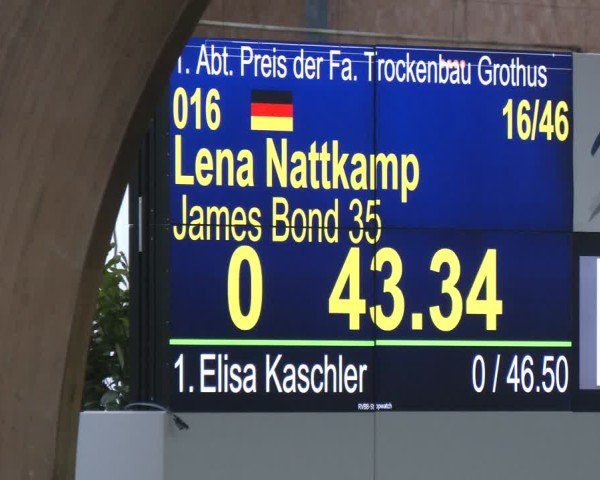 1. Abt. Preis der Fa. Trockenbau Grothus
016 16/46
Lena Nattkamp
James Bond 35
0 43.34
1. Elisa Kaschler 0 / 46.50